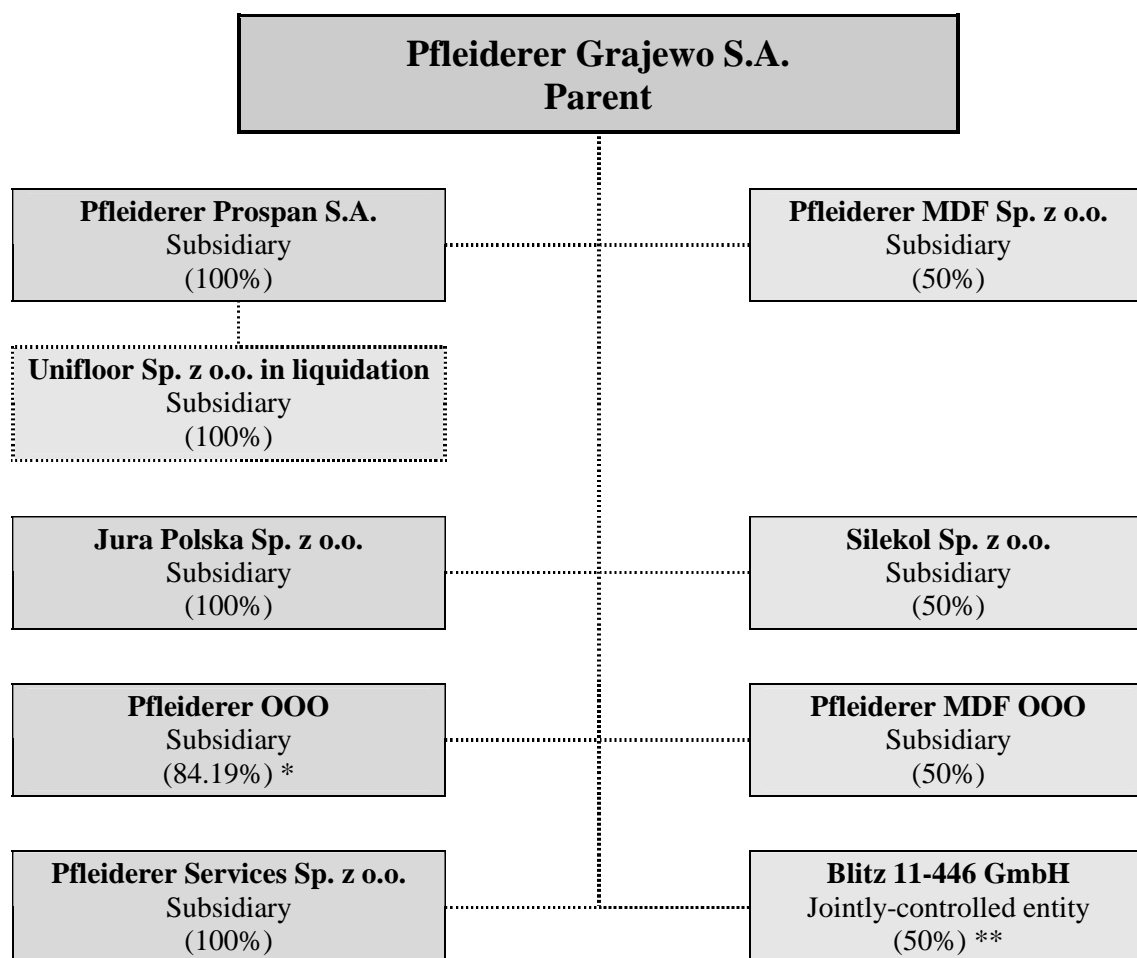 Pfleiderer Grajewo S.A.
Parent
Pfleiderer Prospan S.A.
Subsidiary
(100%)
Pfleiderer MDF Sp. z o.o.
Subsidiary
(50%)
Unifloor Sp. z o.o. in liquidation
Subsidiary
(100%)
Jura Polska Sp. z o.o.
Subsidiary
(100%)
Silekol Sp. z o.o.
Subsidiary
(50%)
Pfleiderer OOO
Subsidiary
(84.19%) *
Pfleiderer MDF OOO
Subsidiary
(50%)
Pfleiderer Services Sp. z o.o.
Subsidiary
(100%)
Blitz 11-446 GmbH
Jointly-controlled entity
(50%) **